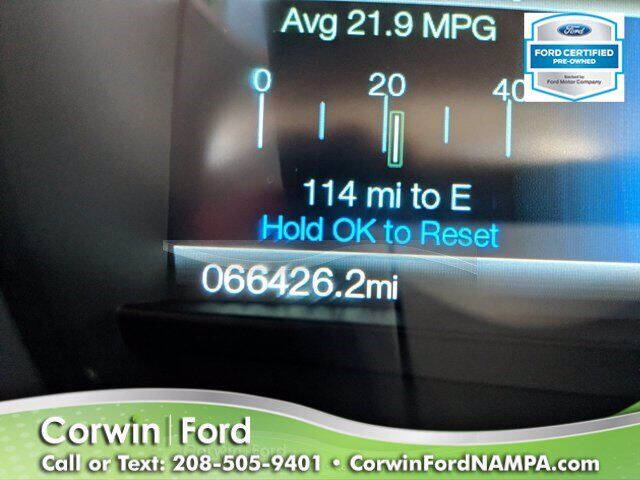 Avg 21.9 MPG
Ford
FORD CERTIFIED
PRE-OWNED
Backed by
Ford Motor Company
0 20 40
114 mi to E
Hold OK to Reset
066426.2mi
Corwin Ford
Call or Text: 208-505-9401 • CorwinFordNAMPA.com